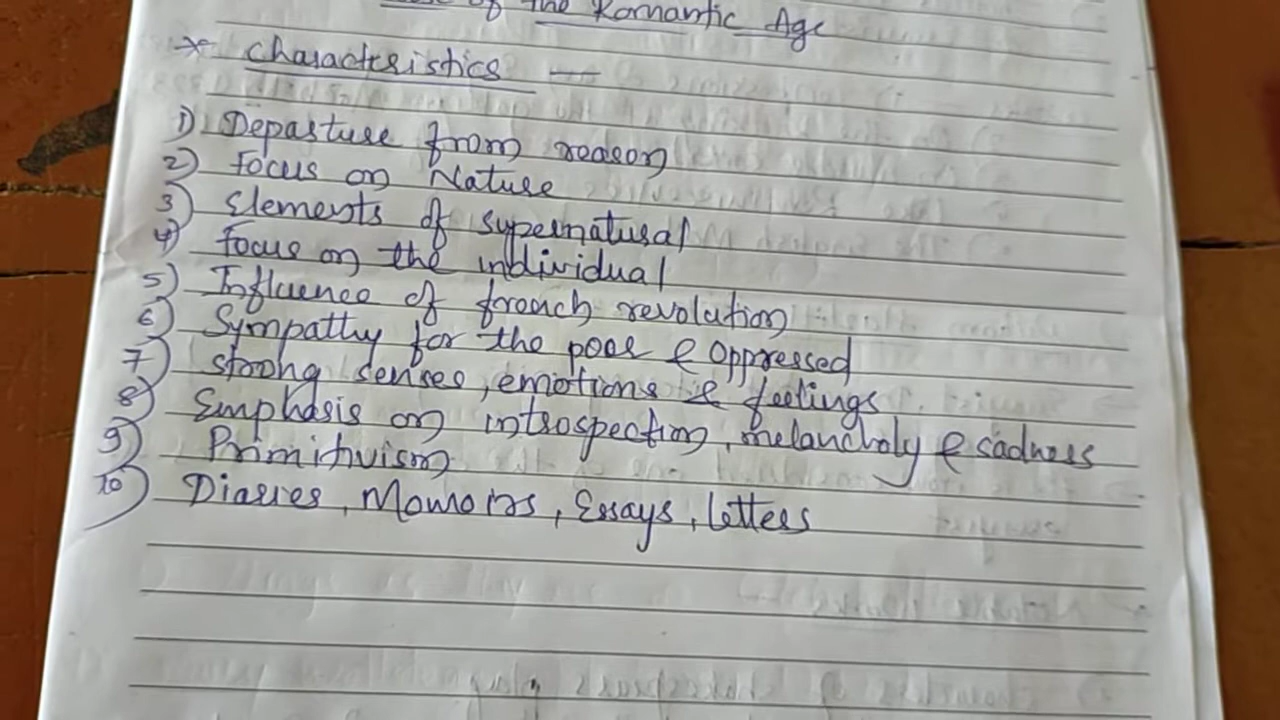 of the Romantic Age
* Characteristics —
1) Departure from reason
2) Focus on Nature
3) Elements of supernatural
4) Focus on the individual
5) Influence of french revolution
6) Sympathy for the poor & oppressed
7) strong senses, emotions & feelings
8) Emphasis on introspection, melancholy & sadness
9) Primitivism
10) Diaries, Momoirs, Essays, letters